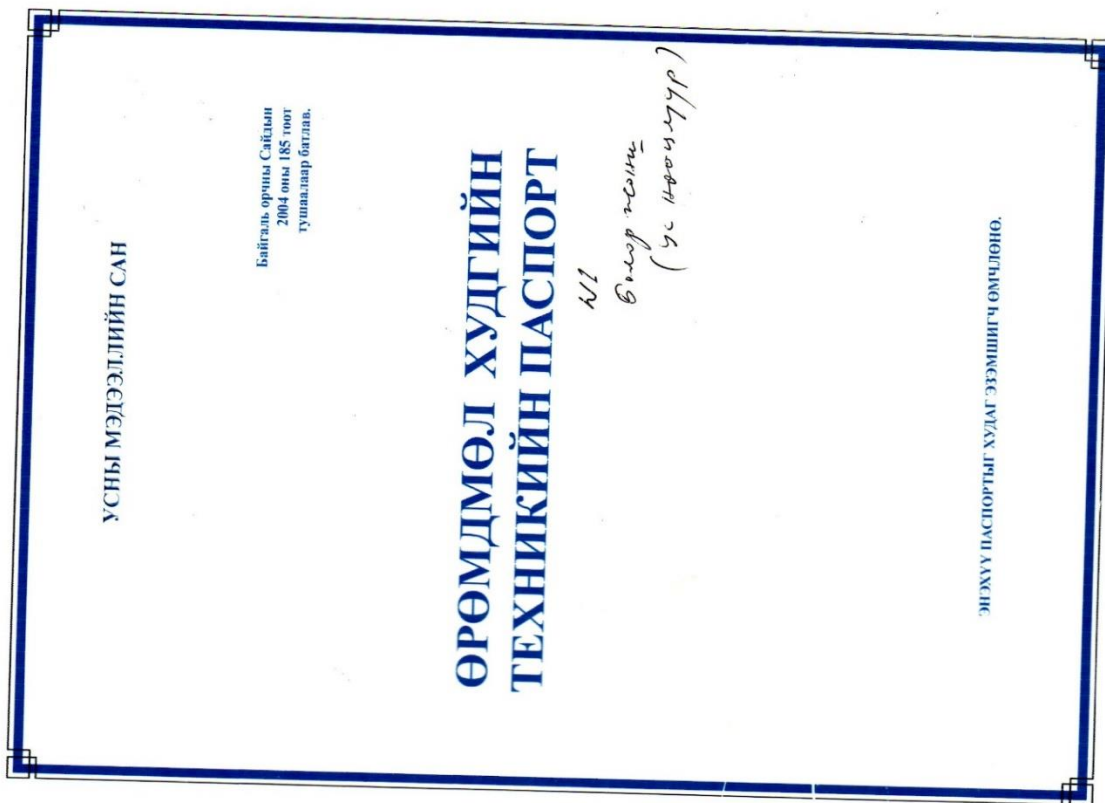 УСНЫ МЭДЭЭЛЛИЙН САН
Байгаль орчны Сайдын
2004 оны 185 тоот
тушаалаар батлав.
ӨРӨМДМӨЛ ХУДГИЙН
ТЕХНИКИЙН ПАСПОРТ
ЭНЭХҮҮ ПАСПОРТЫГ ХУДАГ ЭЗЭМШИГЧ ӨМЧЛӨНӨ.